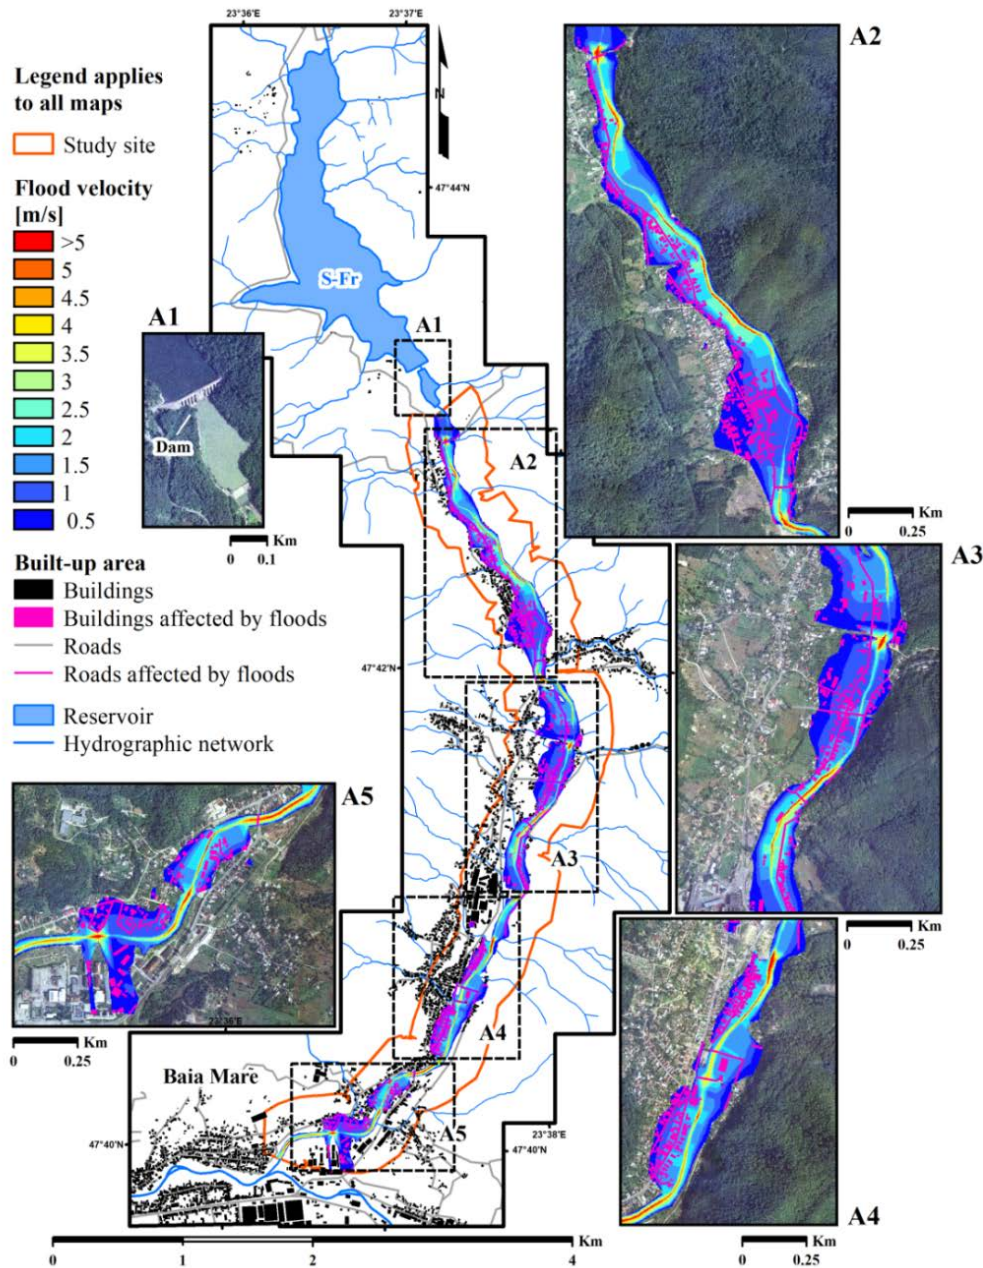 23°36'E
23°37'E
A2
Legend applies
to all maps
N
Study site
47°44'N
Flood velocity
[m/s]
>5
5
4.5
4
3.5
3
2.5
2
1.5
1
0.5
S-Fr
A1
A1
Dam
Km
0 0.1
A2
Km
0 0.25
A3
Built-up area
Buildings
Buildings affected by floods
Roads
Roads affected by floods
47°42'N
Reservoir
Hydrographic network
A5
A3
Km
0 0.25
23°36'E
Km
0 0.25
A4
Baia Mare
A5
47°40'N
23°38'E
47°40'N
A4
Km
0 1 2 4
Km
0 0.25